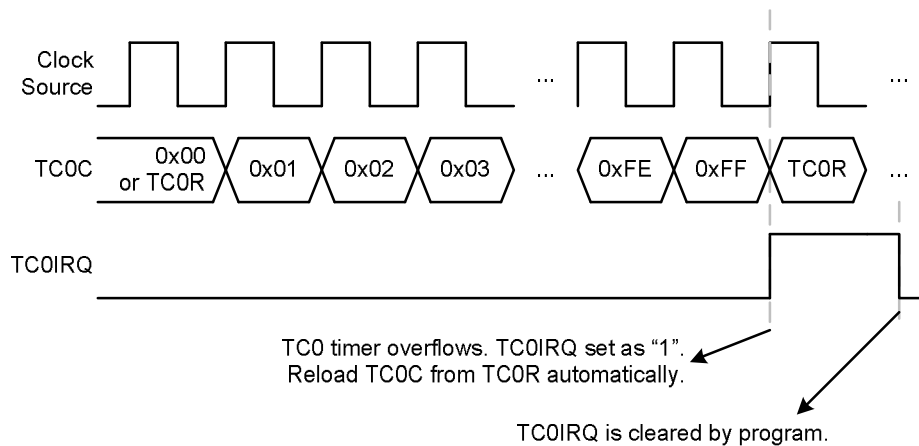 Clock
Source
...
...
TC0C
0x00
or TC0R
0x01
0x02
0x03
...
0xFE
0xFF
TC0R
...
TC0IRQ
TC0 timer overflows. TC0IRQ set as “1”.
Reload TC0C from TC0R automatically.
TC0IRQ is cleared by program.